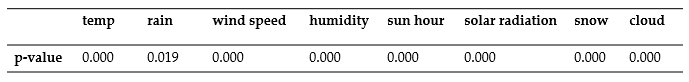 temp rain wind speed humidity sun hour solar radiation snow cloud
p-value 0.000 0.019 0.000 0.000 0.000 0.000 0.000 0.000